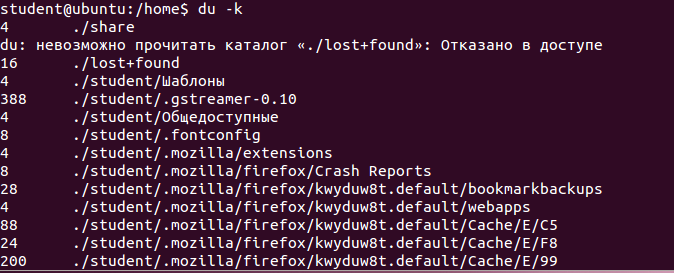 student@ubuntu:/home$ du -k
4 ./share
du: невозможно прочитать каталог «./lost+found»: Отказано в доступе
16 ./lost+found
4 ./student/Шаблоны
388 ./student/.gstreamer-0.10
4 ./student/Общедоступные
8 ./student/.fontconfig
4 ./student/.mozilla/extensions
8 ./student/.mozilla/firefox/Crash Reports
28 ./student/.mozilla/firefox/kwyduw8t.default/bookmarkbackups
4 ./student/.mozilla/firefox/kwyduw8t.default/webapps
88 ./student/.mozilla/firefox/kwyduw8t.default/Cache/E/C5
24 ./student/.mozilla/firefox/kwyduw8t.default/Cache/E/F8
200 ./student/.mozilla/firefox/kwyduw8t.default/Cache/E/99